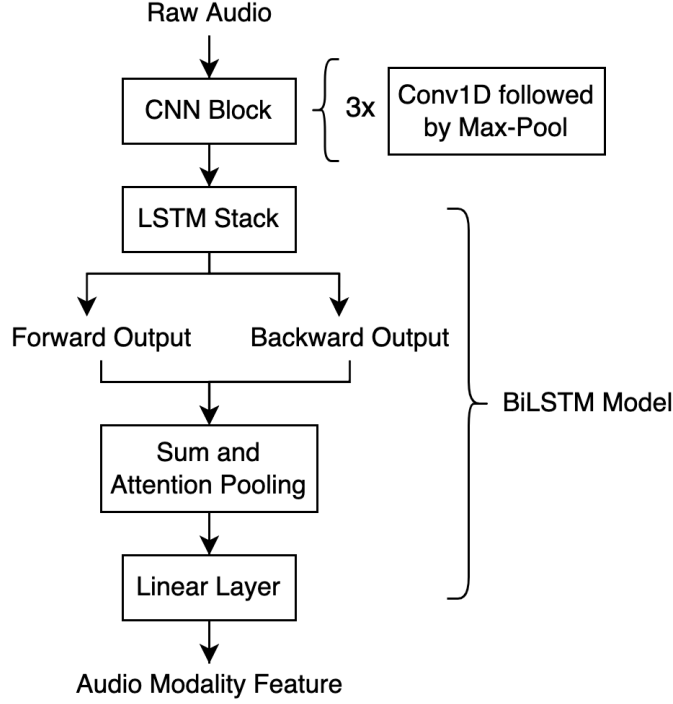 Raw Audio
CNN Block
3x
Conv1D followed
by Max-Pool
LSTM Stack
Forward Output
Backward Output
BiLSTM Model
Sum and
Attention Pooling
Linear Layer
Audio Modality Feature